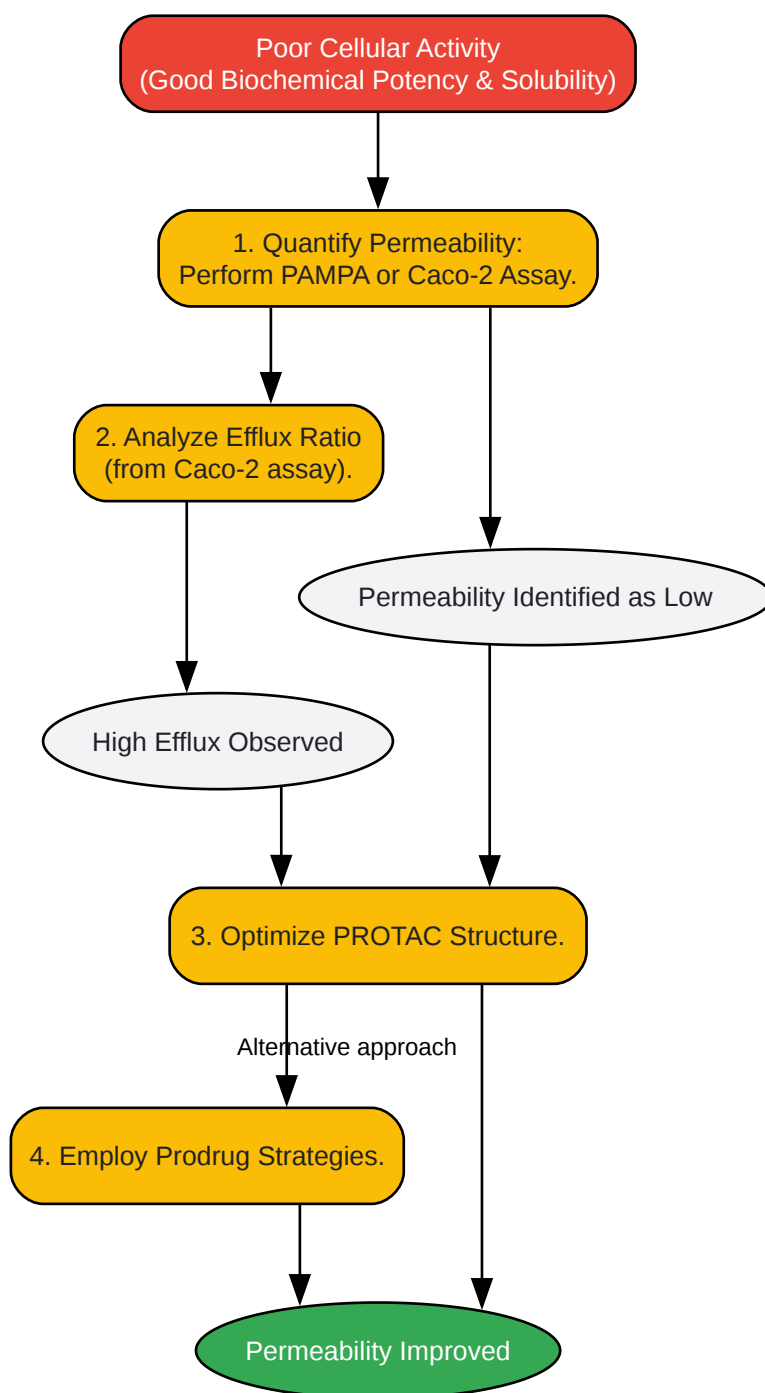 Poor Cellular Activity
(Good Biochemical Potency & Solubility)
1. Quantify Permeability:
Perform PAMPA or Caco-2 Assay.
2. Analyze Efflux Ratio
(from Caco-2 assay).
Permeability Identified as Low
High Efflux Observed
3. Optimize PROTAC Structure.
Alternative approach
4. Employ Prodrug Strategies.
Permeability Improved